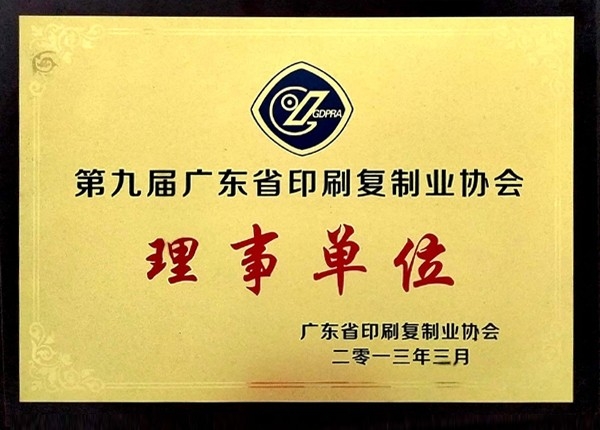 GDPRA
第九届广东省印刷复制业协会
理事单位
广东省印刷复制业协会
二零一三年三月